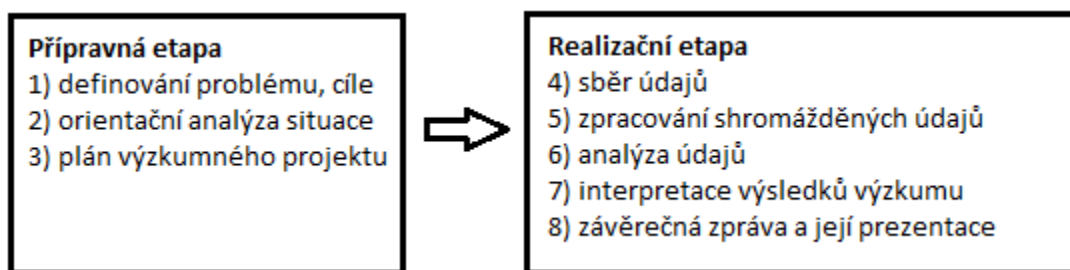 Přípravná etapa
1) definování problému, cíle
2) orientační analýza situace
3) plán výzkumného projektu
Realizační etapa
4) sběr údajů
5) zpracování shromážděných údajů
6) analýza údajů
7) interpretace výsledků výzkumu
8) závěrečná zpráva a její prezentace